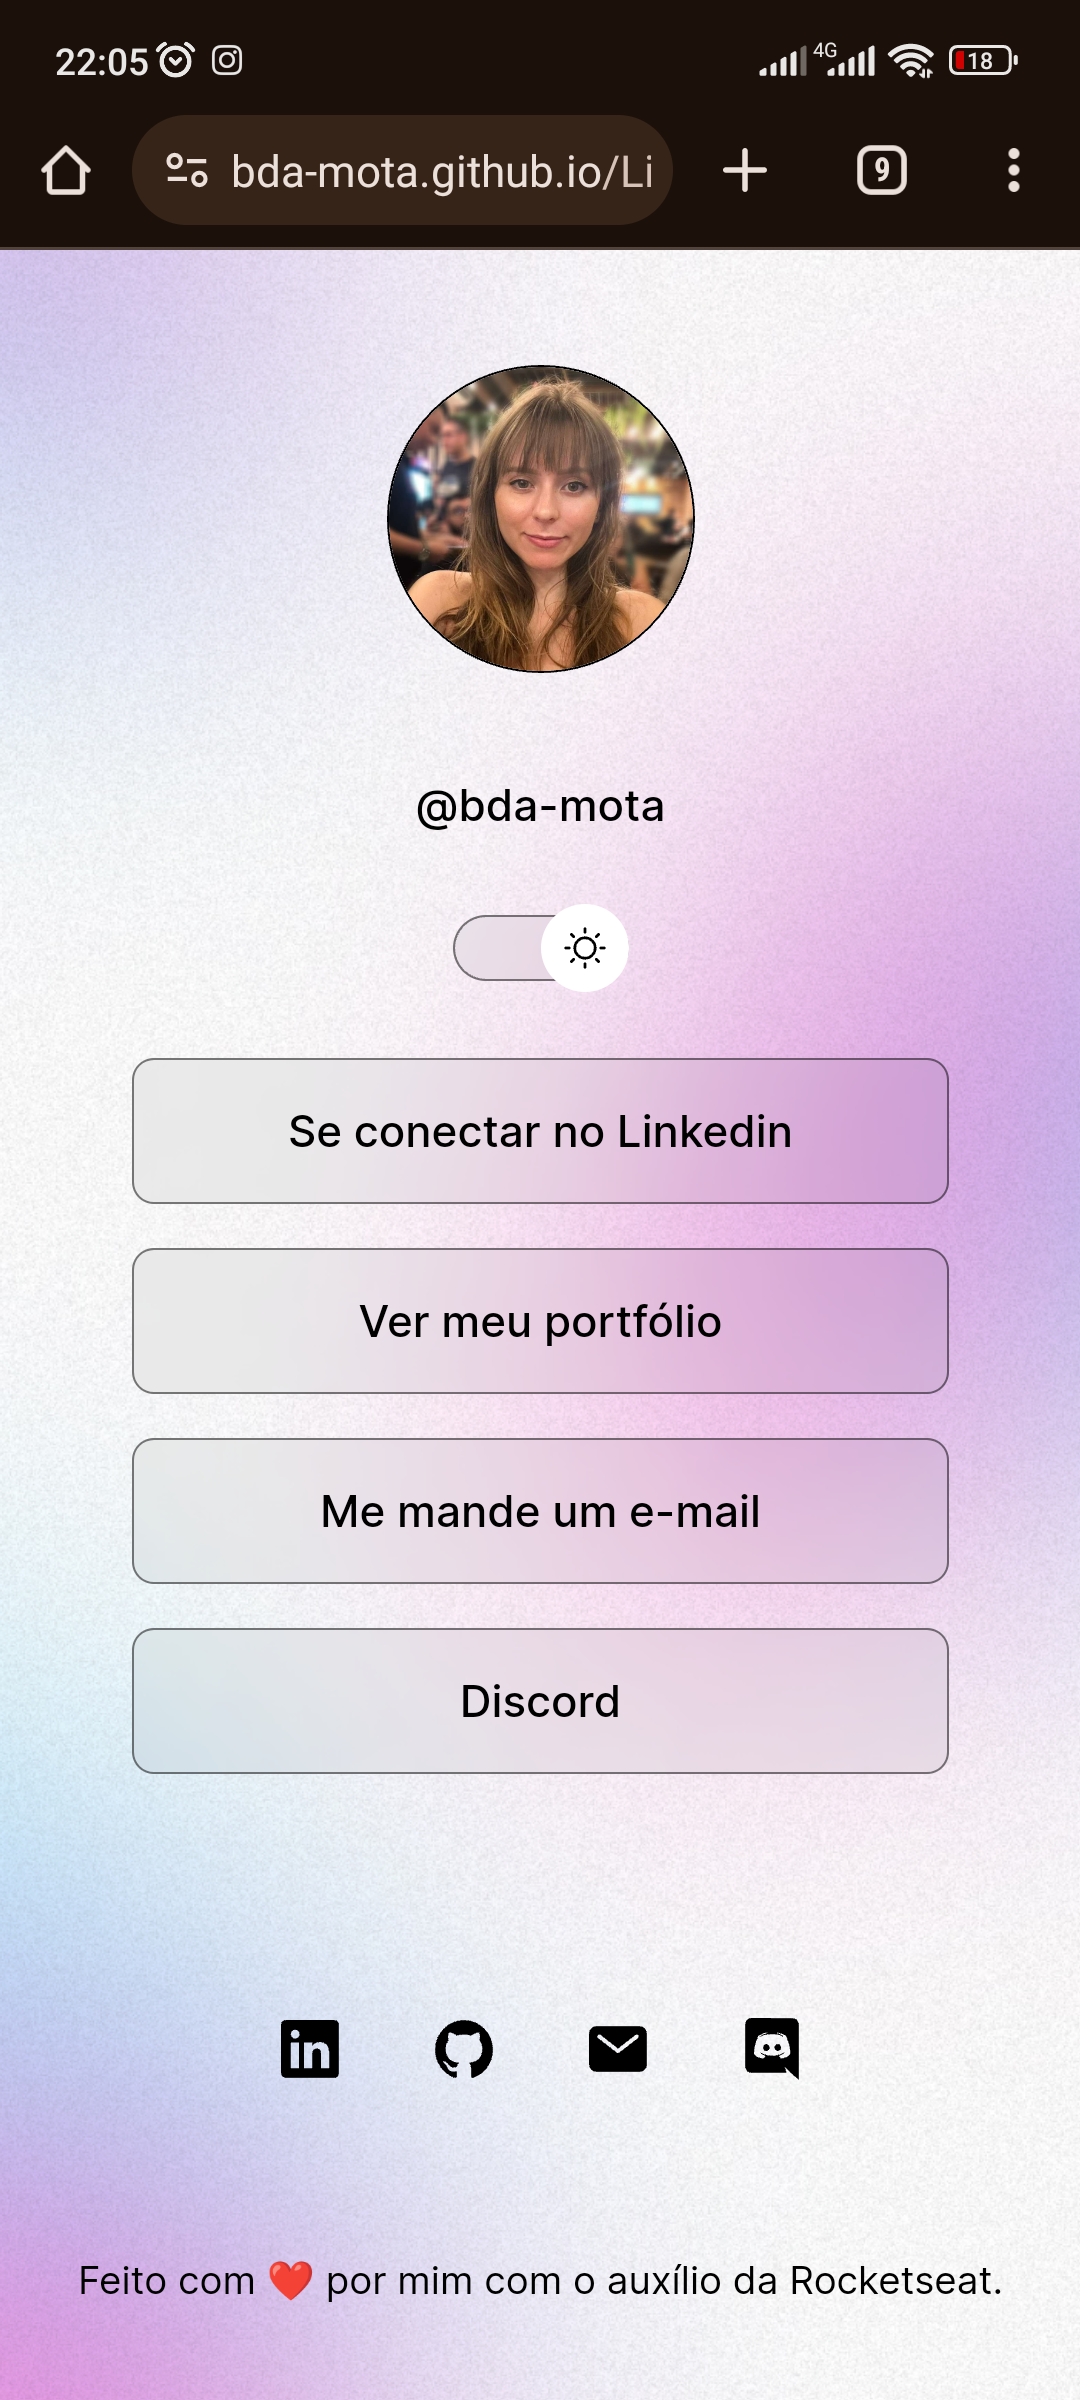 22:05
4G
18
bda-mota.github.io/Li
9
@bda-mota
Se conectar no Linkedin
Ver meu portfólio
Me mande um e-mail
Discord
in
Feito com ❤️ por mim com o auxílio da Rocketseat.